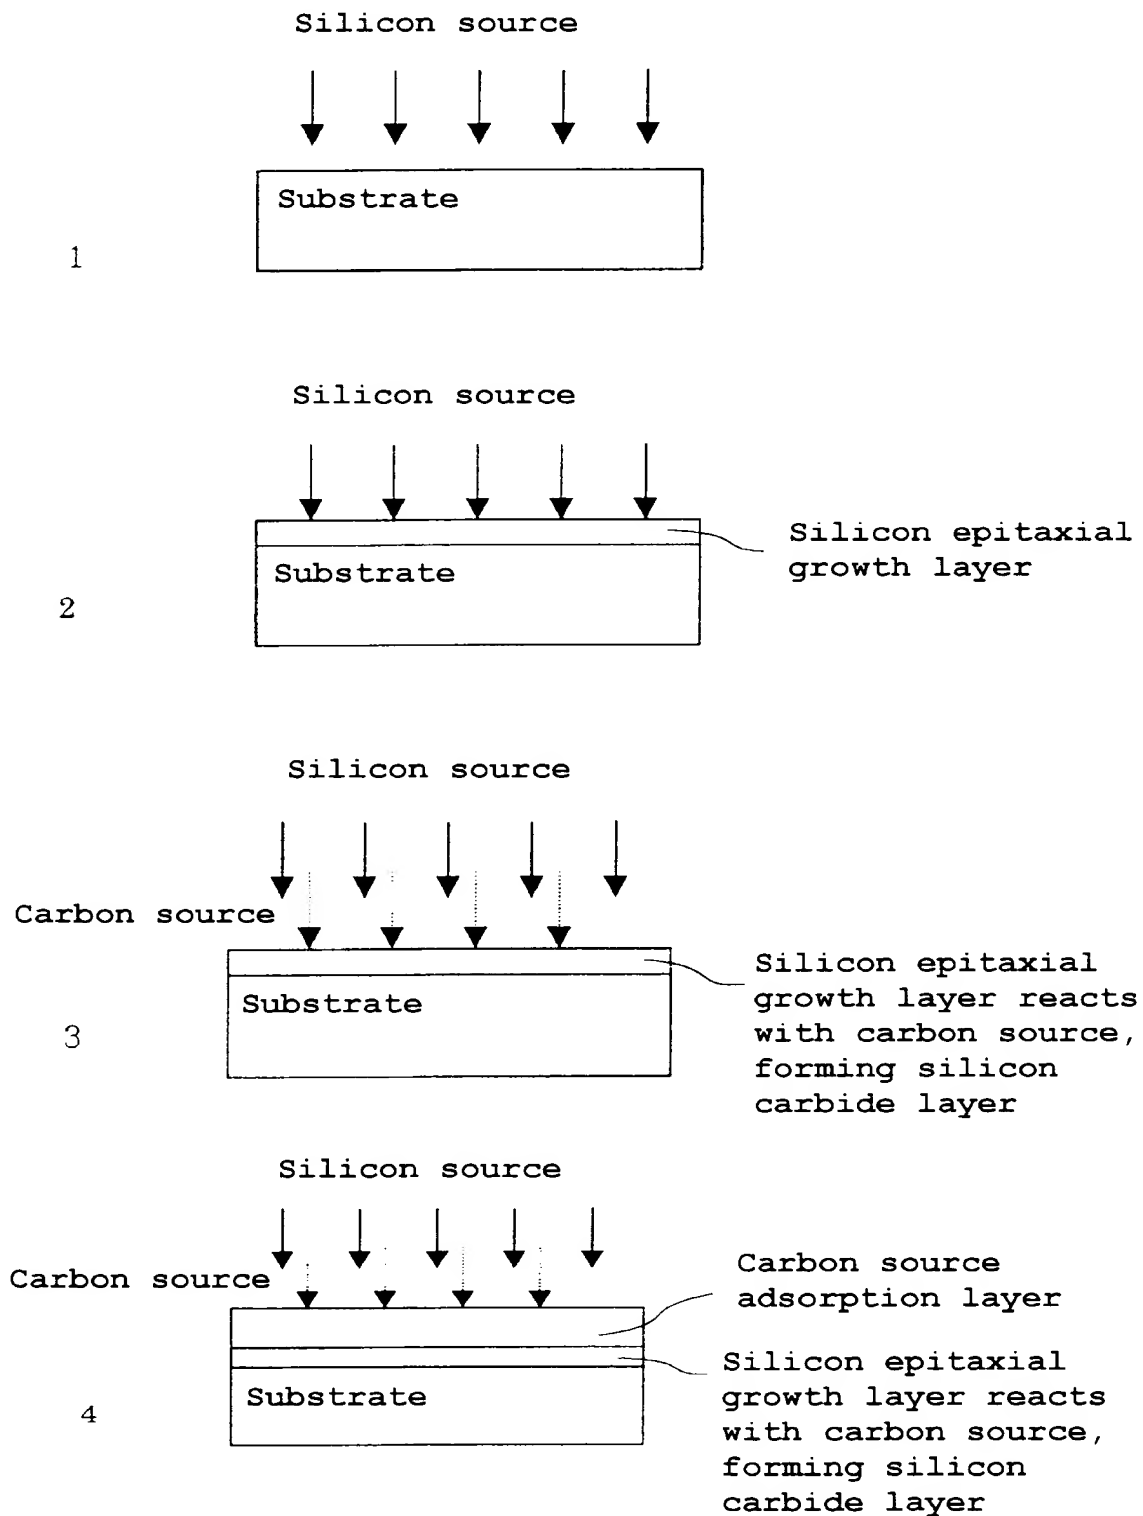 Silicon source
Substrate
1
Silicon source
Silicon epitaxial
growth layer
Substrate
2
Silicon source
Carbon source
Silicon epitaxial
growth layer reacts
with carbon source,
forming silicon
carbide layer
Substrate
3
Silicon source
Carbon source
Carbon source
adsorption layer
Silicon epitaxial
growth layer reacts
with carbon source,
forming silicon
carbide layer
Substrate
4